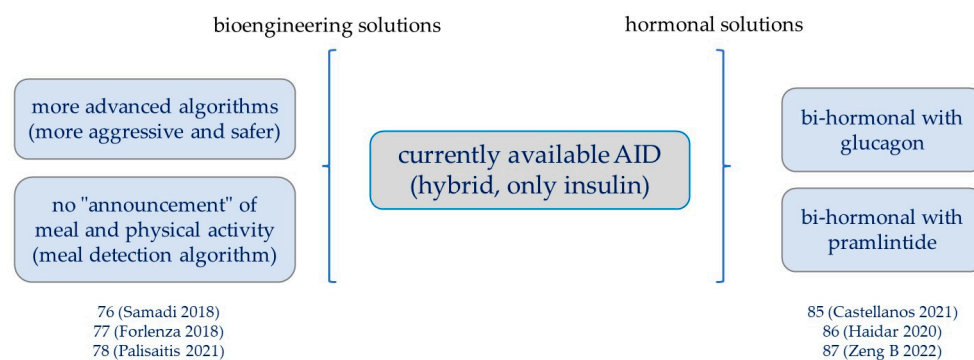 bioengineering solutions
hormonal solutions
more advanced algorithms
(more aggressive and safer)
no "announcement" of
meal and physical activity
(meal detection algorithm)
76 (Samadi 2018)
77 (Forlenza 2018)
78 (Palisaitis 2021)
currently available AID
(hybrid, only insulin)
bi-hormonal with
glucagon
bi-hormonal with
pramlintide
85 (Castellanos 2021)
86 (Haidar 2020)
87 (Zeng B 2022)